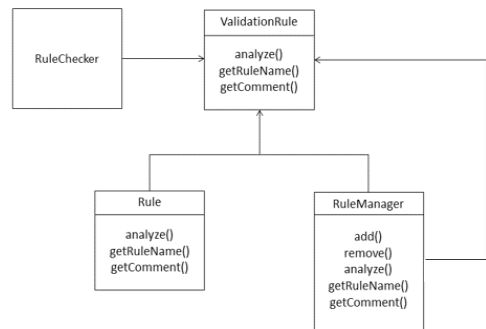 RuleChecker
ValidationRule
analyze()
getRuleName()
getComment()
Rule
analyze()
getRuleName()
getComment()
RuleManager
add()
remove()
analyze()
getRuleName()
getComment()